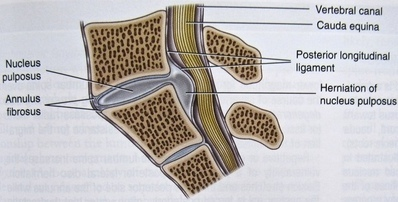 Vertebral canal
Cauda equina
Nucleus
pulposus
Posterior longitudinal
ligament
Annulus
fibrosus
Herniation of
nucleus pulposus